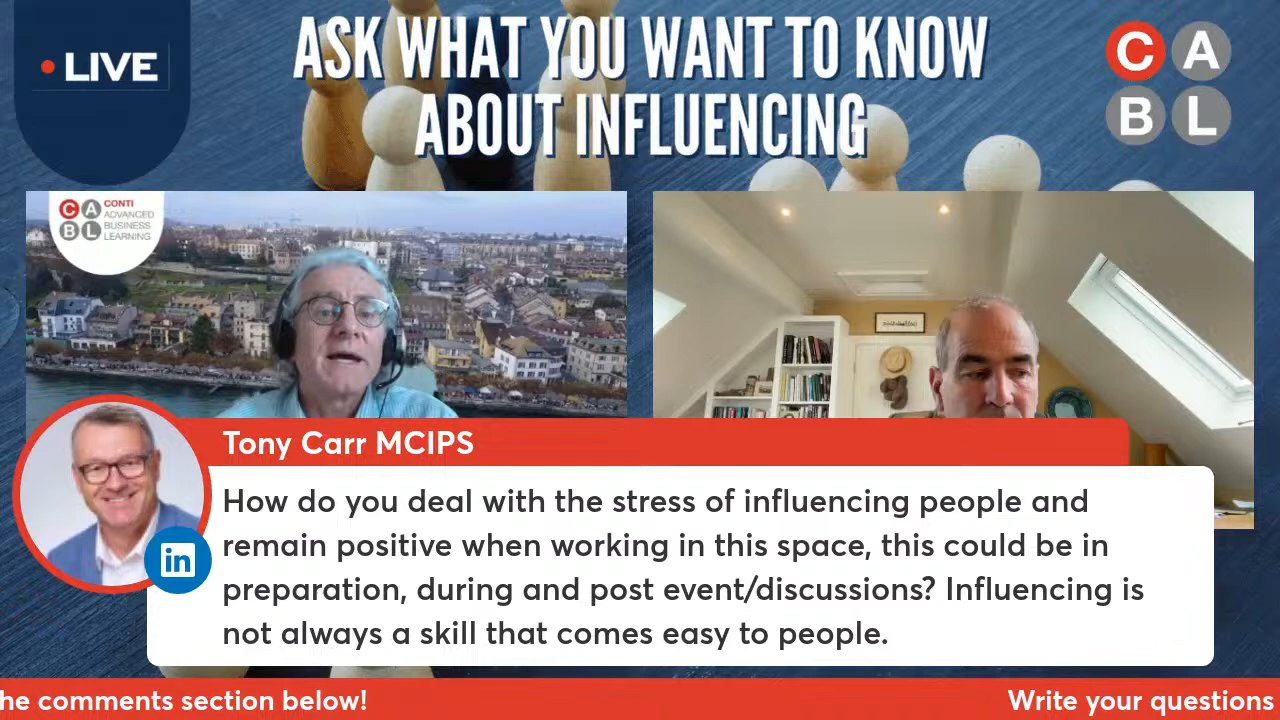 LIVE
ASK WHAT YOU WANT TO KNOW
ABOUT INFLUENCING
C A
B L
C A
B L
CONTI
ADVANCED
BUSINESS
LEARNING
Tony Carr MCIPS
How do you deal with the stress of influencing people and
remain positive when working in this space, this could be in
preparation, during and post event/discussions? Influencing is
not always a skill that comes easy to people.
in
he comments section below!
Write your questions